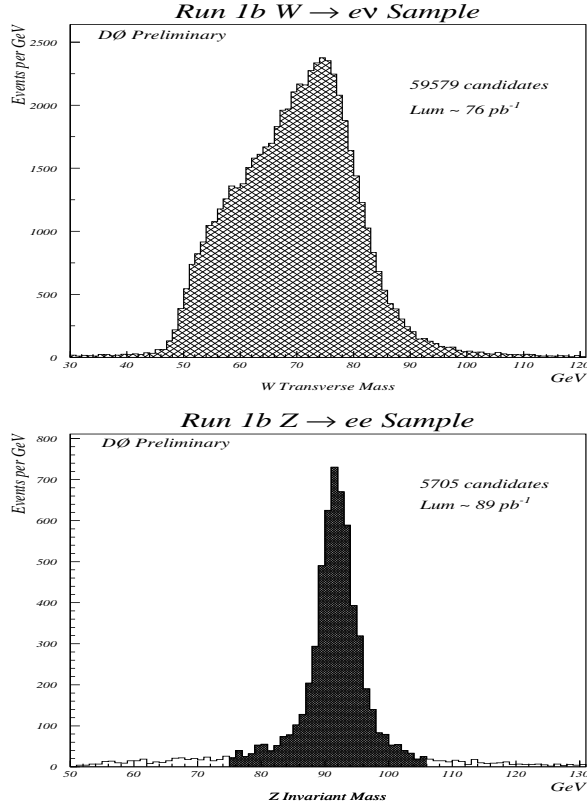 Run 1b W → eν Sample
DØ Preliminary
Events per GeV
59579 candidates
Lum ~ 76 pb⁻¹
2500
2000
1500
1000
500
0
30 40 50 60 70 80 90 100 110 120
GeV
W Transverse Mass
Run 1b Z → ee Sample
DØ Preliminary
Events per GeV
5705 candidates
Lum ~ 89 pb⁻¹
800
700
600
500
400
300
200
100
0
50 60 70 80 90 100 110 120 130
GeV
Z Invariant Mass